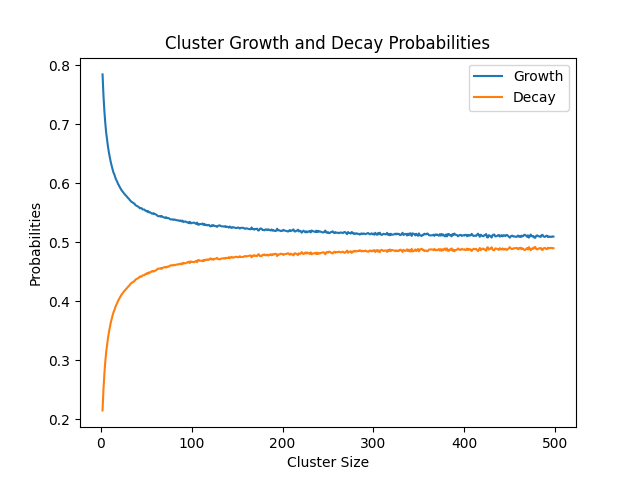 Cluster Growth and Decay Probabilities
Growth
Decay
Probabilities
0.8
0.7
0.6
0.5
0.4
0.3
0.2
0 100 200 300 400 500
Cluster Size